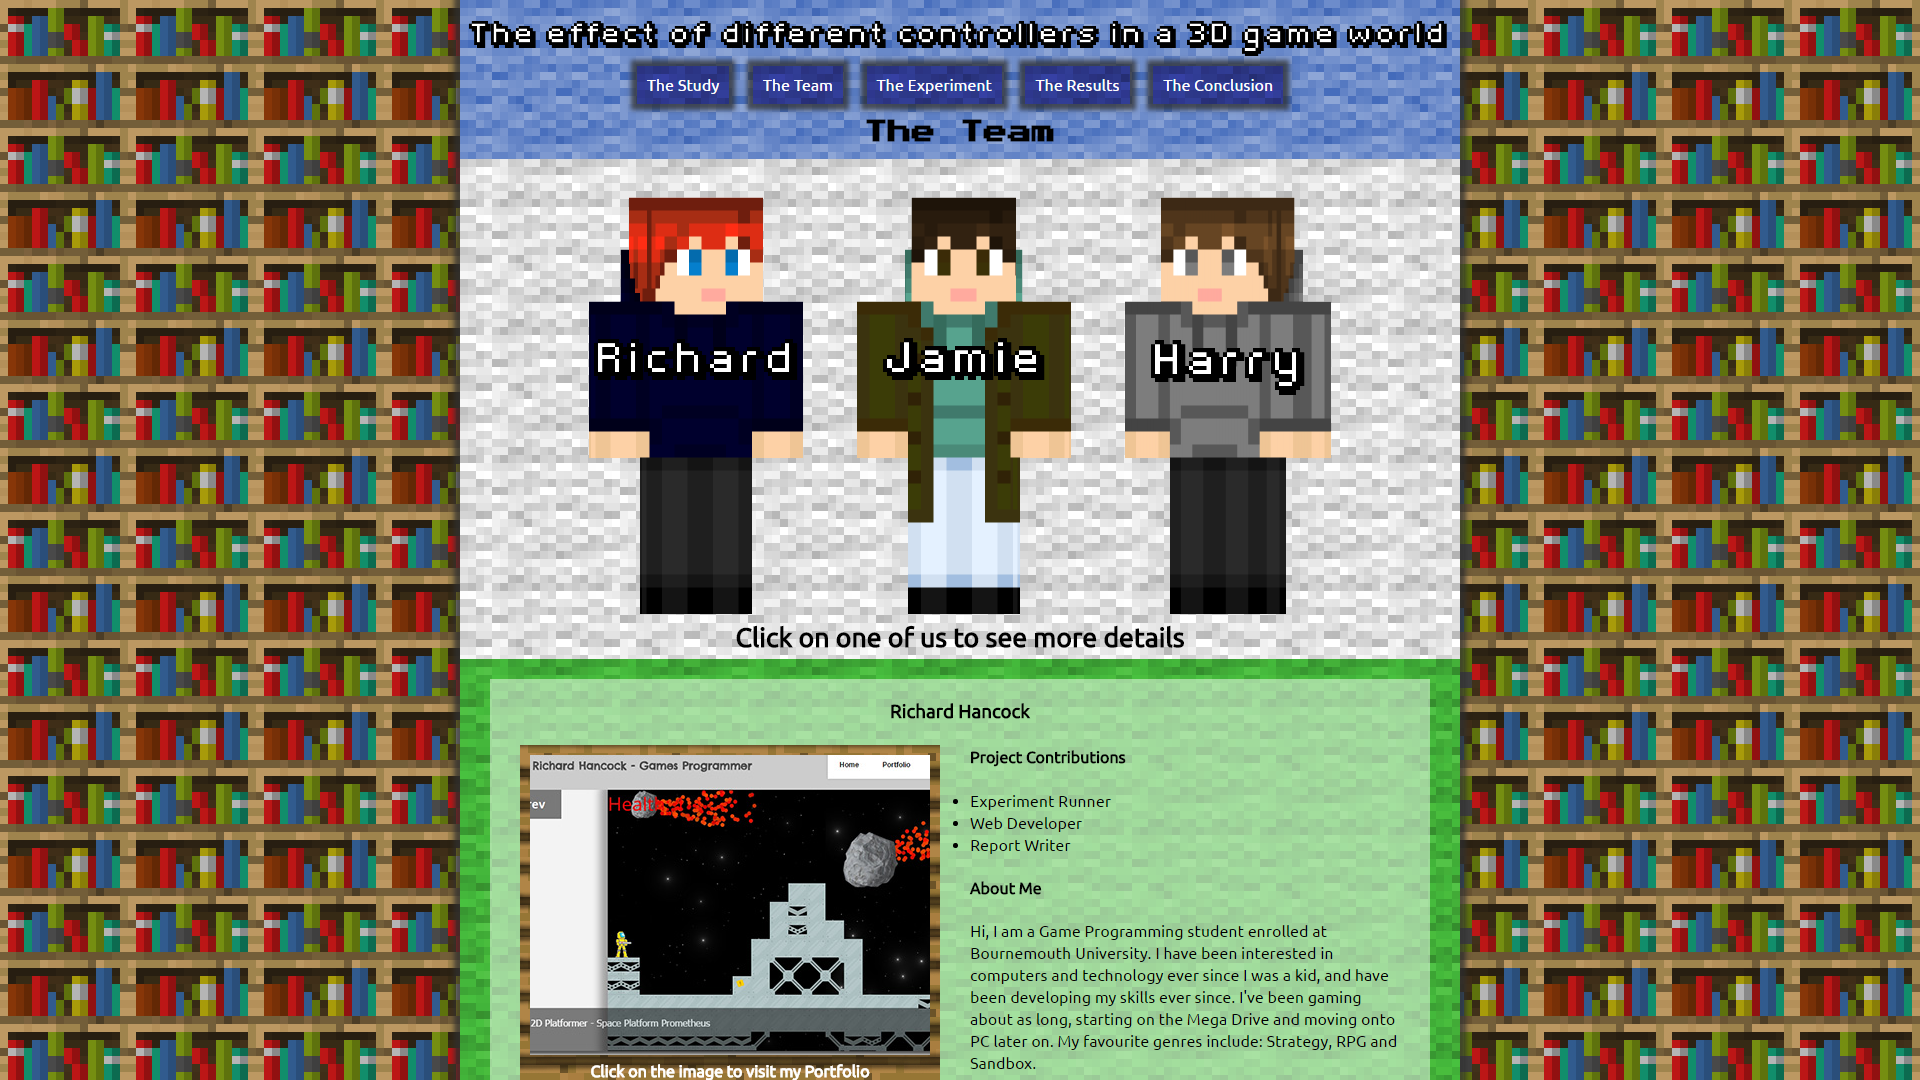 The effect of different controllers in a 3D game world
The Study The Team The Experiment The Results The Conclusion
The Team
Richard Jamie Harry
Click on one of us to see more details
Richard Hancock
Richard Hancock - Games Programmer Home Portfolio
rev
Health
2D Platformer - Space Platform Prometheus
Click on the image to visit my Portfolio
Project Contributions
Experiment Runner
Web Developer
Report Writer
About Me
Hi, I am a Game Programming student enrolled at
Bournemouth University. I have been interested in
computers and technology ever since I was a kid, and have
been developing my skills ever since. I've been gaming
about as long, starting on the Mega Drive and moving onto
PC later on. My favourite genres include: Strategy, RPG and
Sandbox.